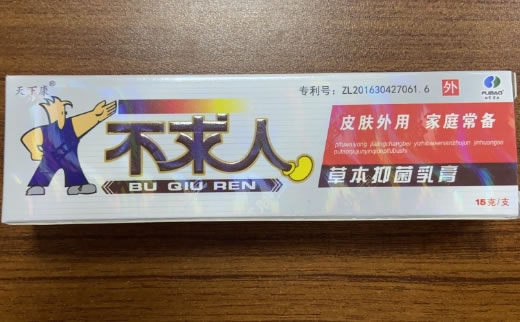 天下康®
专利号: ZL201630427061.6
外
FUBAO
不求人
BU QIU REN
皮肤外用 家庭常备
草本抑菌乳膏
15克/支